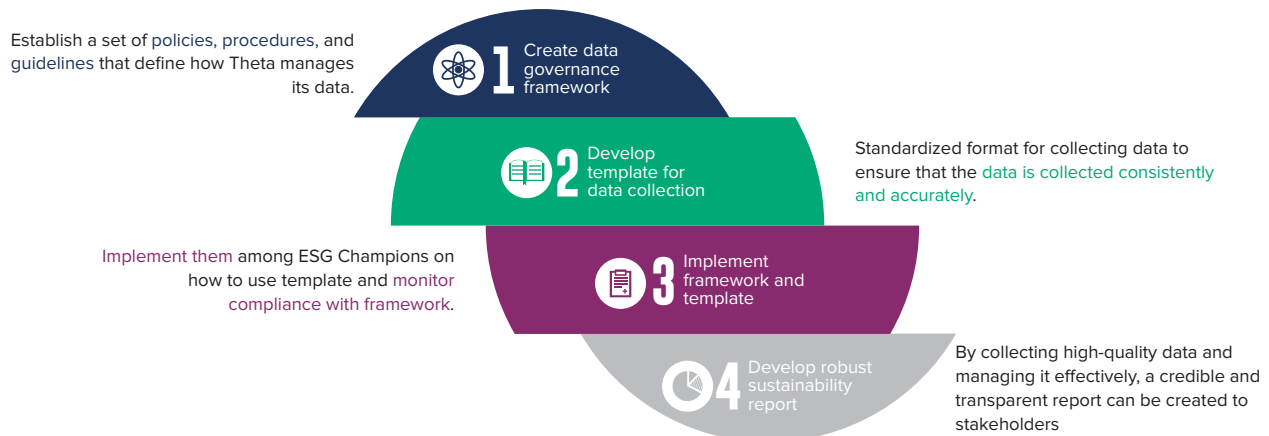 Establish a set of policies, procedures, and
guidelines that define how Theta manages
its data.
1
Create data
governance
framework
2
Develop
template for
data collection
Standardized format for collecting data to
ensure that the data is collected consistently
and accurately.
Implement them among ESG Champions on
how to use template and monitor
compliance with framework.
3
Implement
framework and
template
4
Develop robust
sustainability
report
By collecting high-quality data and
managing it effectively, a credible and
transparent report can be created to
stakeholders